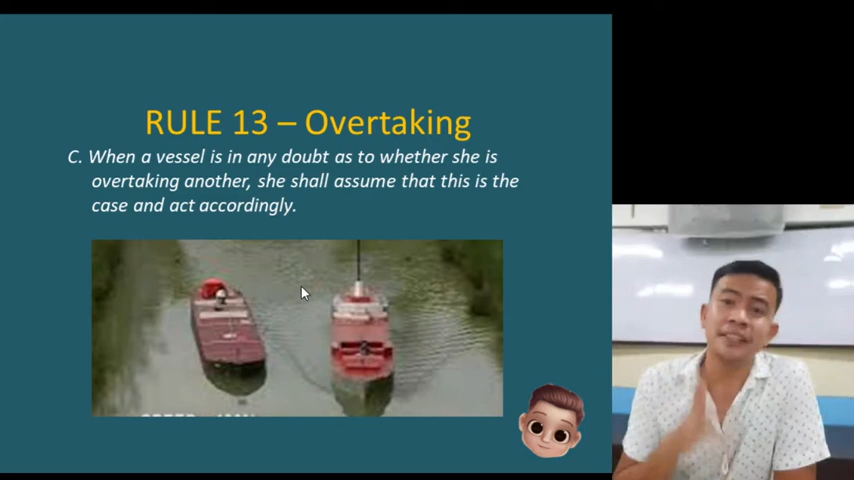 RULE 13 – Overtaking
C. When a vessel is in any doubt as to whether she is
overtaking another, she shall assume that this is the
case and act accordingly.